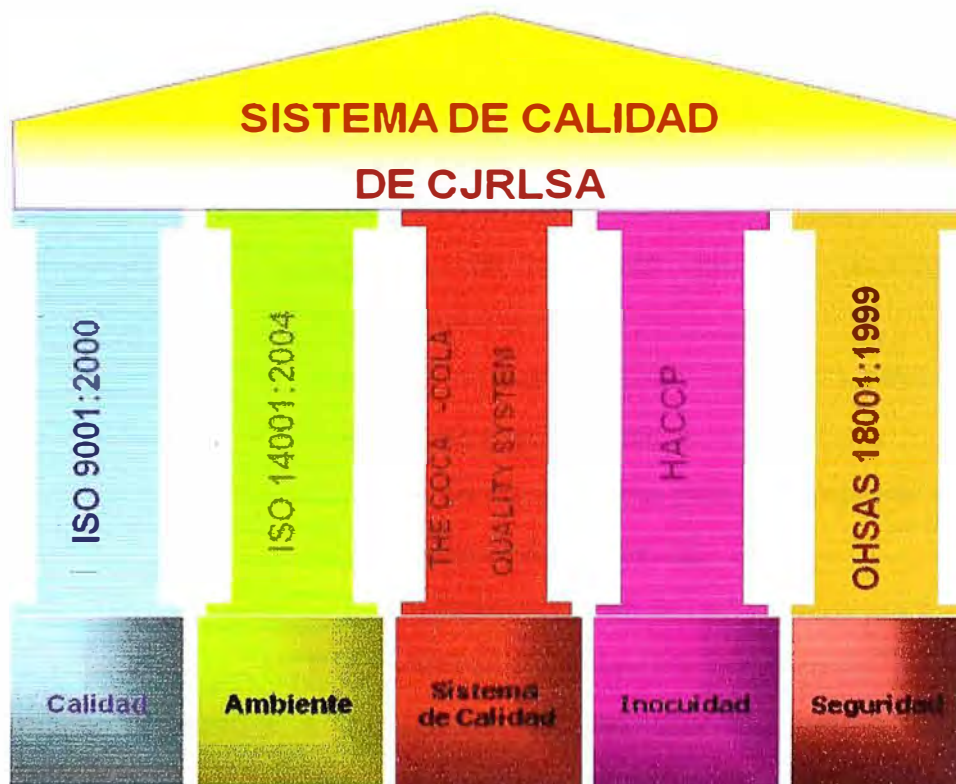 SISTEMA DE CALIDAD
DE CJRLSA
ISO 9001:2000
ISO 14001:2004
THE COCA -COLA
QUALITY SYSTEM
HACCP
OHSAS 18001:1999
Calidad
Ambiente
Sistema
de Calidad
Inocuidad
Seguridad